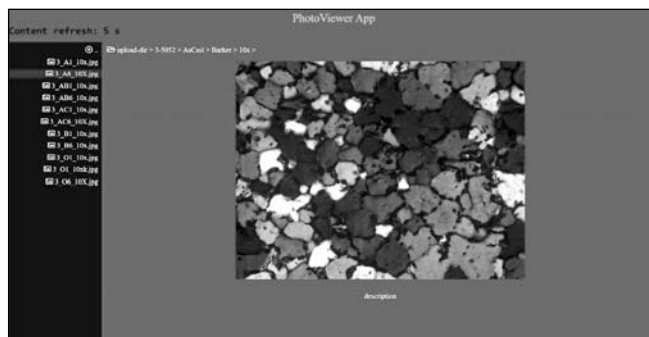 PhotoViewer App
Content refresh: 5 s
upload-dir > 3-5052 > AsCast > Barker > 10x >
3_A1_10x.jpg
3_A6_10X.jpg
3_AB1_10x.jpg
3_AB6_10x.jpg
3_AC1_10x.jpg
3_AC6_10X.jpg
3_B1_10x.jpg
3_B6_10x.jpg
3_O1_10x.jpg
3_O1_10xk.jpg
3_O6_10X.jpg
description